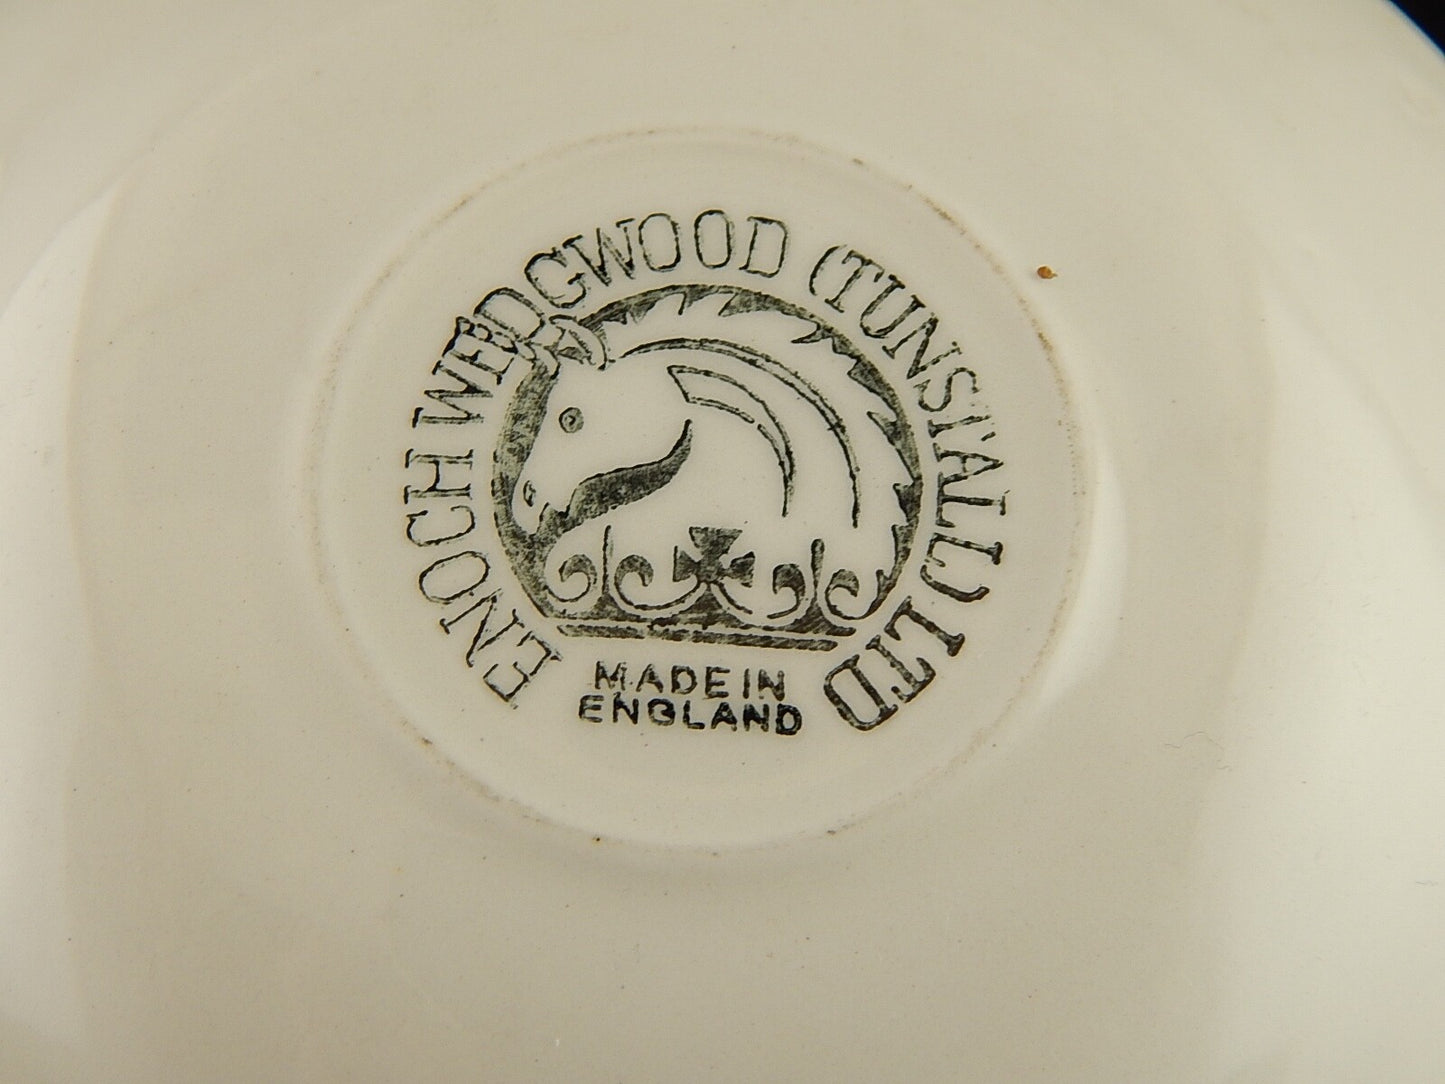 ENOCH WEDGWOOD (TUNSTALL) LTD
MADE IN
ENGLAND